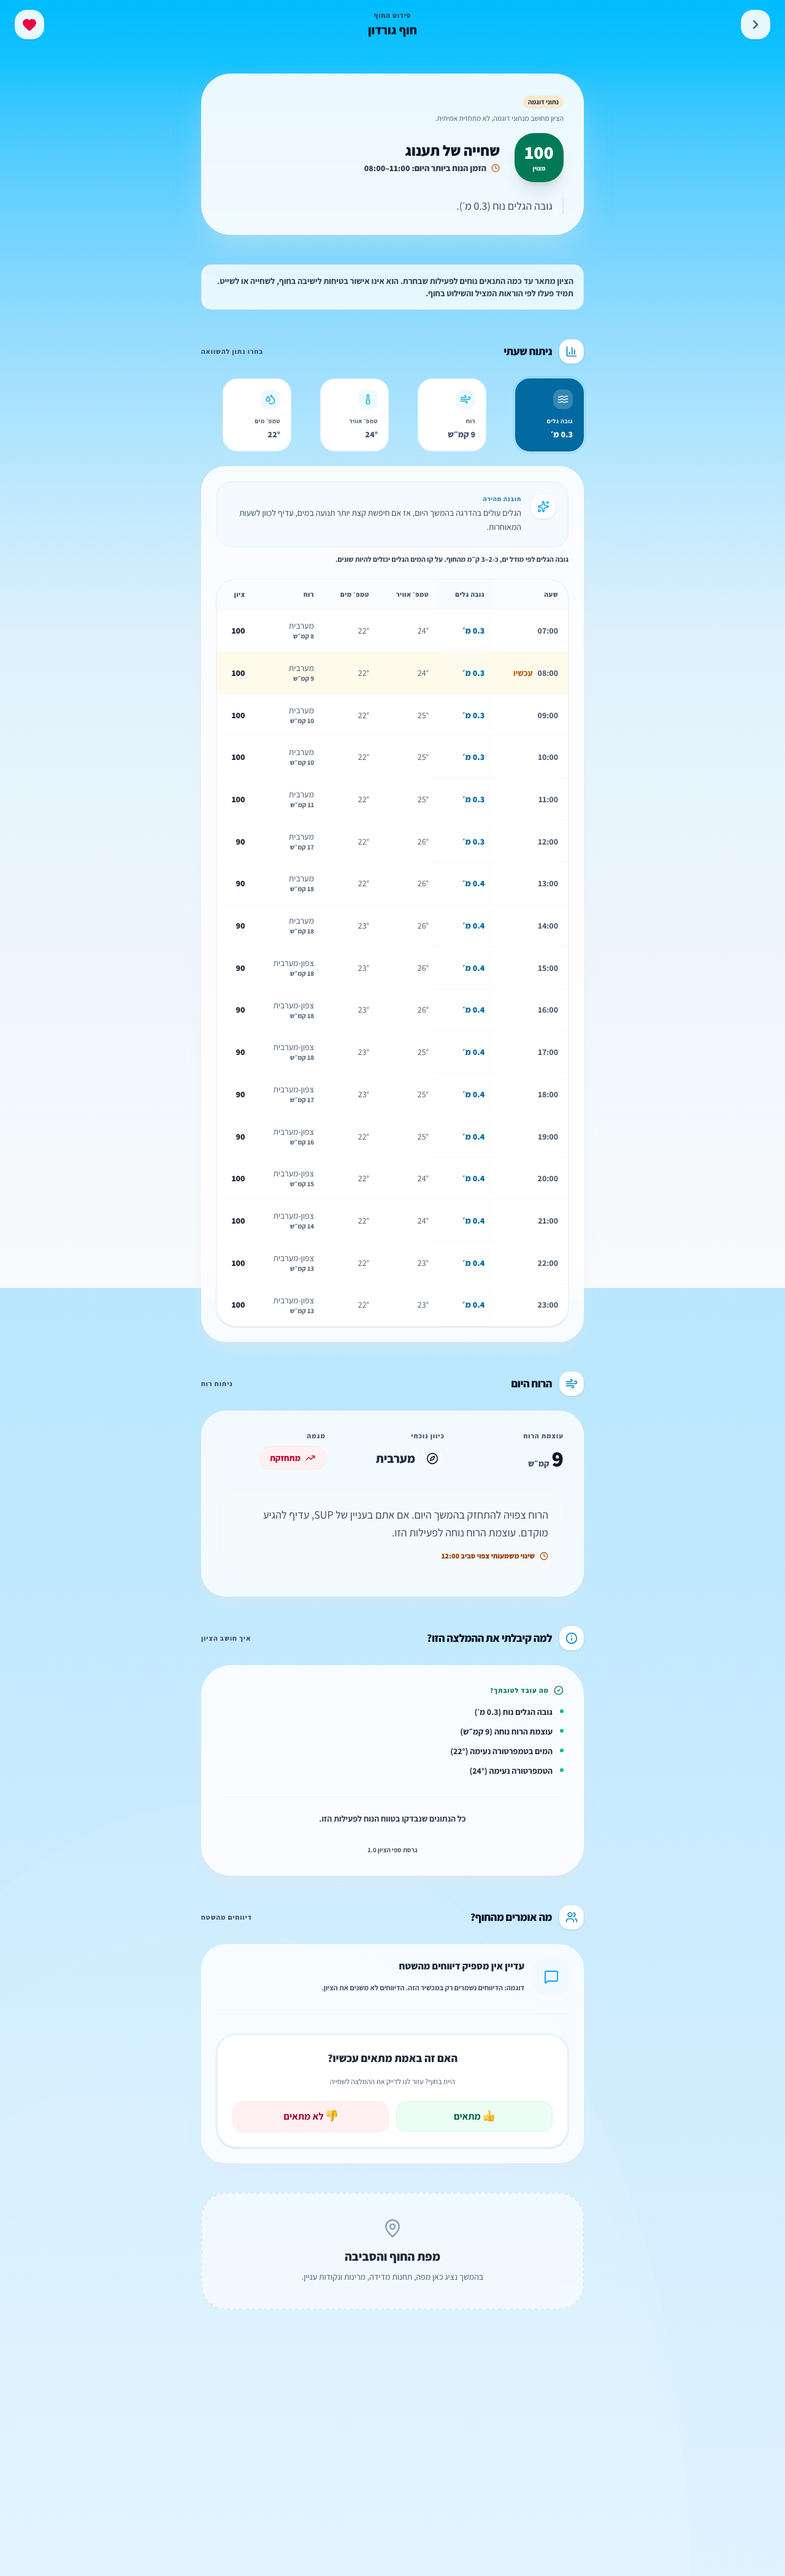 פירוט החוף
חוף גורדון
נתוני דוגמה
הציון מחושב מנתוני דוגמה, לא מתחזית אמיתית.
100
מצוין
שחייה של תענוג
הזמן הנוח ביותר היום: 08:00–11:00
גובה הגלים נוח (0.3 מ׳).
הציון מתאר עד כמה התנאים נוחים לפעילות שבחרת. הוא אינו אישור בטיחות לישיבה בחוף, לשחייה או לשייט.
תמיד פעלו לפי הוראות המציל והשילוט בחוף.
ניתוח שעתי
בחרו נתון להשוואה
גובה גלים
0.3 מ׳
רוח
9 קמ״ש
טמפ׳ אוויר
24°
טמפ׳ מים
22°
תובנה מהירה
הגלים עולים בהדרגה בהמשך היום, אז אם חיפשת קצת יותר תנועה במים, עדיף לכוון לשעות
המאוחרות.
גובה הגלים לפי מודל ים, כ-2–3 ק״מ מהחוף. על קו המים הגלים יכולים להיות שונים.
שעה גובה גלים טמפ׳ אוויר טמפ׳ מים רוח ציון
07:00 0.3 מ׳ 24° 22° מערבית 8 קמ״ש 100
08:00 עכשיו 0.3 מ׳ 24° 22° מערבית 9 קמ״ש 100
09:00 0.3 מ׳ 25° 22° מערבית 10 קמ״ש 100
10:00 0.3 מ׳ 25° 22° מערבית 10 קמ״ש 100
11:00 0.3 מ׳ 25° 22° מערבית 11 קמ״ש 100
12:00 0.3 מ׳ 26° 22° מערבית 17 קמ״ש 90
13:00 0.4 מ׳ 26° 22° מערבית 18 קמ״ש 90
14:00 0.4 מ׳ 26° 23° מערבית 18 קמ״ש 90
15:00 0.4 מ׳ 26° 23° צפון-מערבית 18 קמ״ש 90
16:00 0.4 מ׳ 26° 23° צפון-מערבית 18 קמ״ש 90
17:00 0.4 מ׳ 25° 23° צפון-מערבית 18 קמ״ש 90
18:00 0.4 מ׳ 25° 23° צפון-מערבית 17 קמ״ש 90
19:00 0.4 מ׳ 25° 22° צפון-מערבית 16 קמ״ש 90
20:00 0.4 מ׳ 24° 22° צפון-מערבית 15 קמ״ש 100
21:00 0.4 מ׳ 24° 22° צפון-מערבית 14 קמ״ש 100
22:00 0.4 מ׳ 23° 22° צפון-מערבית 13 קמ״ש 100
23:00 0.4 מ׳ 23° 22° צפון-מערבית 13 קמ״ש 100
הרוח היום
ניתוח רוח
עוצמת הרוח
9 קמ״ש
כיוון נוכחי
מערבית
מגמה
מתחזקת
הרוח צפויה להתחזק בהמשך היום. אם אתם בעניין של SUP, עדיף להגיע
מוקדם. עוצמת הרוח נוחה לפעילות הזו.
שינוי משמעותי צפוי סביב 12:00
למה קיבלתי את ההמלצה הזו?
איך חושב הציון
מה עובד לטובתך?
גובה הגלים נוח (0.3 מ׳)
עוצמת הרוח נוחה (9 קמ״ש)
המים בטמפרטורה נעימה (22°)
הטמפרטורה נעימה (24°)
כל הנתונים שנבדקו בטווח הנוח לפעילות הזו.
גרסת ספי הציון 1.0
מה אומרים מהחוף?
דיווחים מהשטח
עדיין אין מספיק דיווחים מהשטח
דוגמה: הדיווחים נשמרים רק במכשיר הזה. הדיווחים לא משנים את הציון.
האם זה באמת מתאים עכשיו?
היית בחוף? עזור לנו לדייק את ההמלצה לשחייה
👍 מתאים
👎 לא מתאים
מפת החוף והסביבה
בהמשך נציג כאן מפה, תחנות מדידה, מרינות ונקודות עניין.